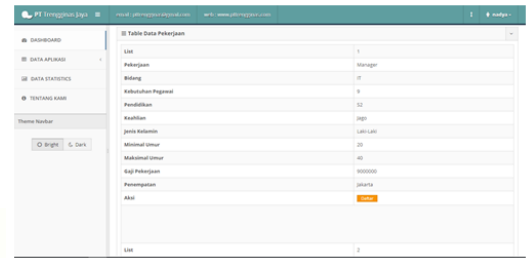 PT Trenggalun Jaya
nadya
DASHBOARD
Table Data Pekerjaan
DATA APLIKASI
DATA STATISTICS
TENTANG KAMI
Theme Navbar
Bright Dark
List 1
Pekerjaan Manager
Bidang IT
Kebutuhan Pegawai 8
Pendidikan S2
Keahlian Jago
Jenis Kelamin Laki-Laki
Minimal Umur 20
Maksimal Umur 40
Gaji Pekerjaan 9000000
Penempatan Jakarta
Aksi Daftar
List 2